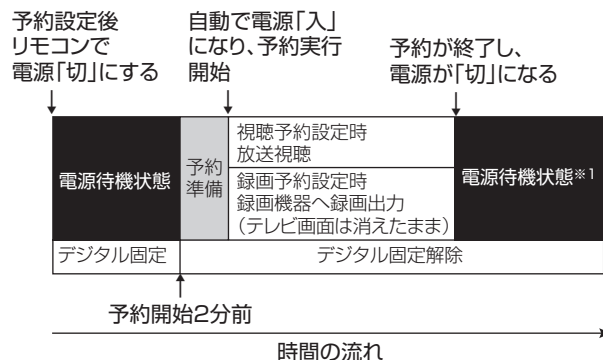 予約設定後
リモコンで
電源「切」にする
自動で電源「入」
になり、予約実行
開始
予約が終了し、
電源が「切」になる
電源待機状態
予約
準備
視聴予約設定時
放送視聴
録画予約設定時
録画機器へ録画出力
(テレビ画面は消えたまま)
電源待機状態※1
デジタル固定
デジタル固定解除
予約開始2分前
時間の流れ